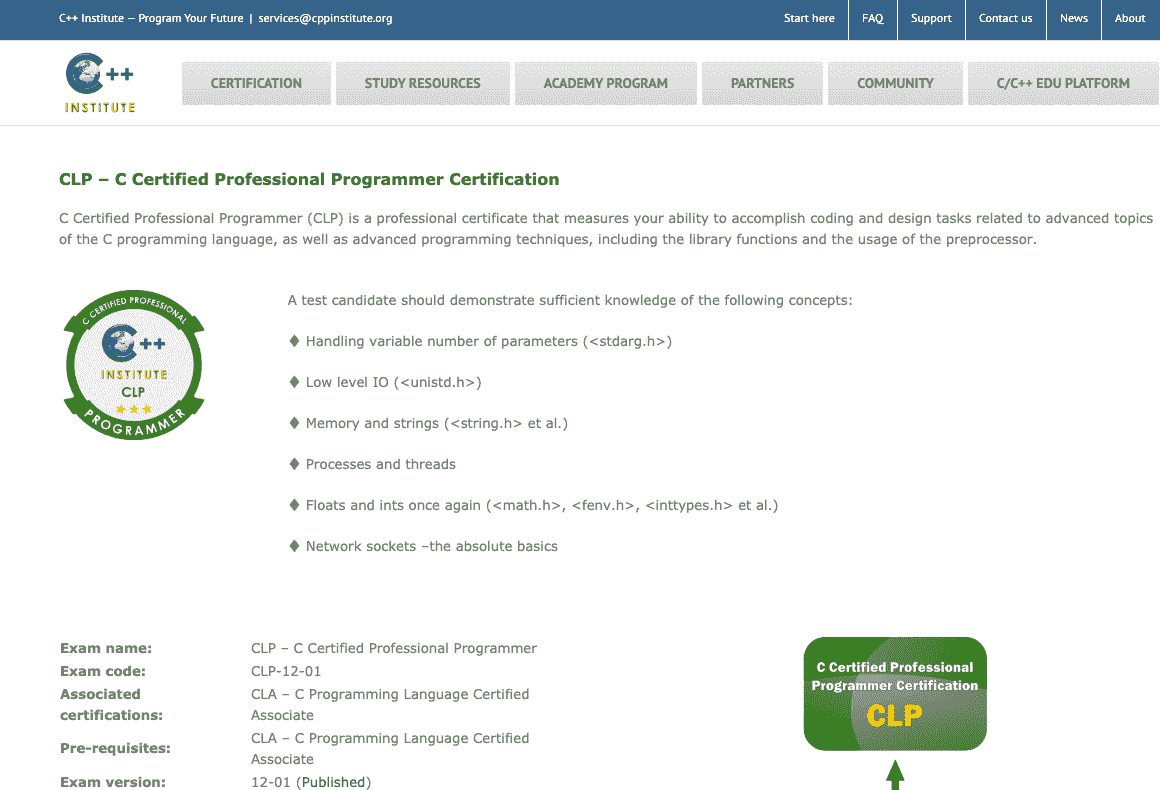 C++ Institute — Program Your Future | services@cppinstitute.org
Start here
FAQ
Support
Contact us
News
About
C++
INSTITUTE
CERTIFICATION
STUDY RESOURCES
ACADEMY PROGRAM
PARTNERS
COMMUNITY
C/C++ EDU PLATFORM
CLP – C Certified Professional Programmer Certification
C Certified Professional Programmer (CLP) is a professional certificate that measures your ability to accomplish coding and design tasks related to advanced topics
of the C programming language, as well as advanced programming techniques, including the library functions and the usage of the preprocessor.
C CERTIFIED PROFESSIONAL
C++
INSTITUTE
CLP
PROGRAMMER
A test candidate should demonstrate sufficient knowledge of the following concepts:
♦ Handling variable number of parameters (<stdarg.h>)
♦ Low level IO (<unistd.h>)
♦ Memory and strings (<string.h> et al.)
♦ Processes and threads
♦ Floats and ints once again (<math.h>, <fenv.h>, <inttypes.h> et al.)
♦ Network sockets –the absolute basics
Exam name: CLP – C Certified Professional Programmer
Exam code: CLP-12-01
Associated CLA – C Programming Language Certified
certifications: Associate
Pre-requisites: CLA – C Programming Language Certified
Associate
Exam version: 12-01 (Published)
C Certified Professional
Programmer Certification
CLP